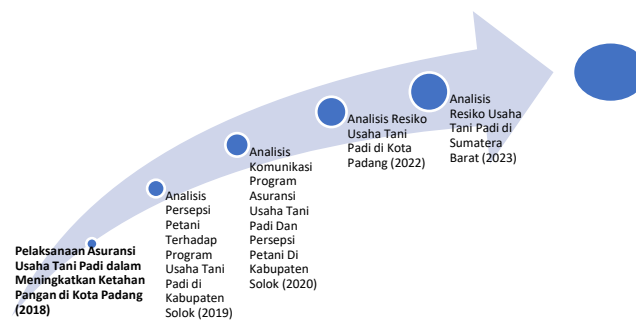 Pelaksanaan Asuransi
Usaha Tani Padi dalam
Meningkatkan Ketahan
Pangan di Kota Padang
(2018)
Analisis
Persepsi
Petani
Terhadap
Program
Usaha Tani
Padi di
Kabupaten
Solok (2019)
Analisis
Komunikasi
Program
Asuransi
Usaha Tani
Padi Dan
Persepsi
Petani Di
Kabupaten
Solok (2020)
Analisis Resiko
Usaha Tani
Padi di Kota
Padang (2022)
Analisis
Resiko Usaha
Tani Padi di
Sumatera
Barat (2023)